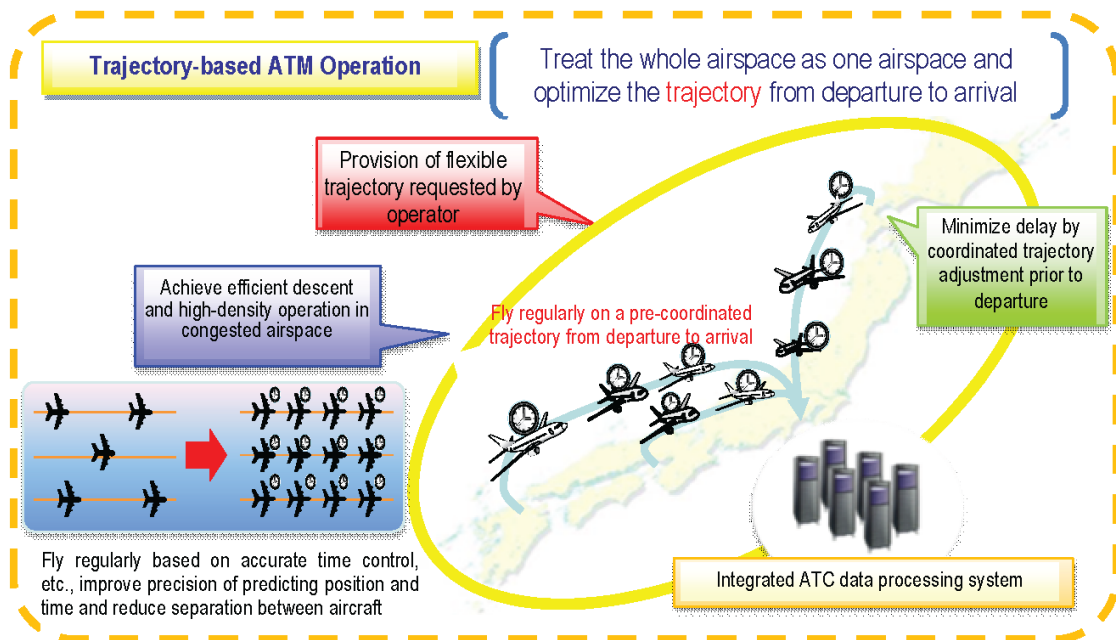 Trajectory-based ATM Operation
Treat the whole airspace as one airspace and
optimize the trajectory from departure to arrival
Provision of flexible
trajectory requested by
operator
Minimize delay by
coordinated trajectory
adjustment prior to
departure
Achieve efficient descent
and high-density operation in
congested airspace
Fly regularly on a pre-coordinated
trajectory from departure to arrival
Fly regularly based on accurate time control,
etc., improve precision of predicting position and
time and reduce separation between aircraft
Integrated ATC data processing system